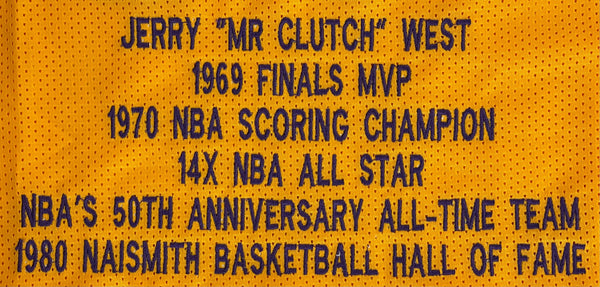 JERRY "MR CLUTCH" WEST
1969 FINALS MVP
1970 NBA SCORING CHAMPION
14X NBA ALL STAR
NBA'S 50TH ANNIVERSARY ALL-TIME TEAM
1980 NAISMITH BASKETBALL HALL OF FAME